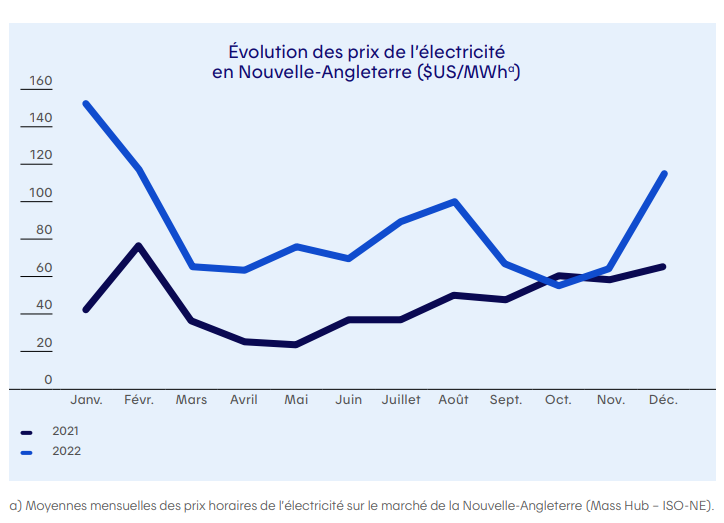 Évolution des prix de l'électricité
en Nouvelle-Angleterre ($US/MWhᵃ)
160
140
120
100
80
60
40
20
0
Janv. Févr. Mars Avril Mai Juin Juillet Août Sept. Oct. Nov. Déc.
2021
2022
a) Moyennes mensuelles des prix horaires de l'électricité sur le marché de la Nouvelle-Angleterre (Mass Hub – ISO-NE).